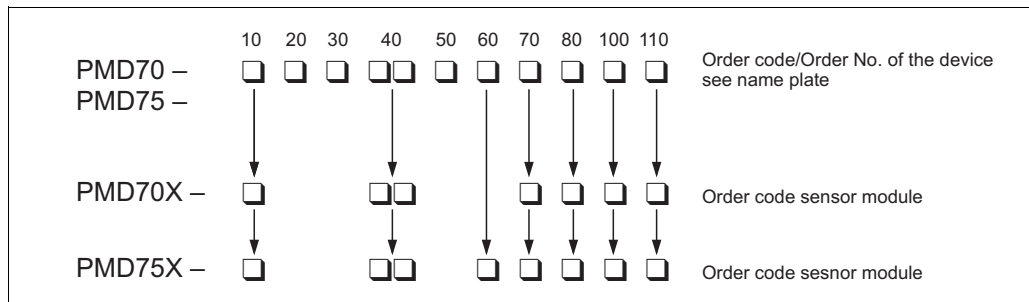 10 20 30 40 50 60 70 80 100 110
PMD70 –
PMD75 –
Order code/Order No. of the device
see name plate
PMD70X –
Order code sensor module
PMD75X –
Order code sesnor module